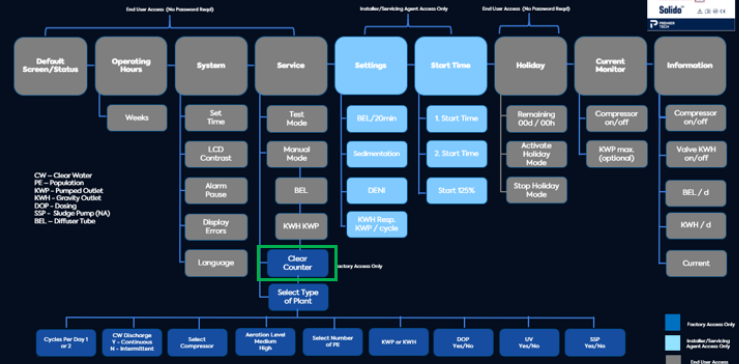 End User Access (No Password Reqd)
Installer/Servicing Agent Access Only
End User Access (No Password Reqd)
Solido
PREMIER
TECH
Default
Screen/Status
Operating
Hours
System
Service
Settings
Start Time
Holiday
Current
Monitor
Information
Weeks
Set
Time
LCD
Contrast
Alarm
Pause
Display
Errors
Language
Test
Mode
Manual
Mode
BEL
KWH KWP
Clear
Counter
Factory Access Only
Select Type
of Plant
BEL/20min
Sedimentation
DENI
KWH Resp.
KWP / cycle
1. Start Time
2. Start Time
Start 125%
Remaining
00d / 00h
Activate
Holiday
Mode
Stop Holiday
Mode
Compressor
on/off
KWP max.
(optional)
Compressor
on/off
Valve KWH
on/off
BEL / d
KWH / d
Current
CW – Clear Water
PE – Population
KWP - Pumped Outlet
KWH - Gravity Outlet
DOP - Dosing
SSP - Sludge Pump (NA)
BEL – Diffuser Tube
Cycles Per Day 1
or 2
CW Discharge
Y - Continuous
N - Intermittent
Select
Compressor
Aeration Level
Medium
High
Select Number
of PE
KWP or KWH
DOP
Yes/No
UV
Yes/No
SSP
Yes/No
Factory Access Only
Installer/Servicing
Agent Access Only
End User Access